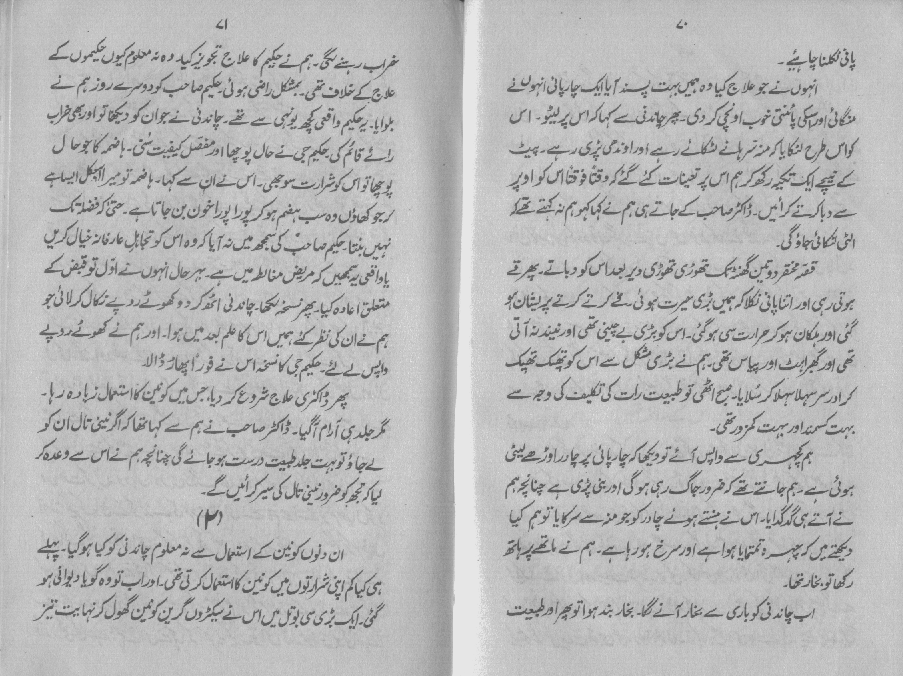 ۷۰
پانی نکلنا چاہئیے۔
انہوں نے جو علاج کیا وہ ہمیں بہت پسند آیا۔ ایک چارپائی انہوں نے
منگائی اور اسکی پائنتی خوب اونچی کر دی۔ پھر چاندنی سے کہا کہ اس پر لیٹو۔ اس
کو اس طرح لٹکایا کہ منہ سرہانے لٹکائے رہے اور اوندھی پڑی رہے۔ پیٹ
کے نیچے ایک تکیہ رکھ کر ہم اس پر تعینات کئے گئے کہ وقتاً فوقتاً اس کو اوپر
سے دبا کر قے کرائیں۔ ڈاکٹر صاحب کے جاتے ہی ہم نے کہا کہو ہم نہ کہتے تھے کہ
الٹی لٹکائی جاؤ گی۔
قصہ مختصر دو تین گھنٹہ تک تھوڑی تھوڑی دیر بعد اس کو دباتے۔ پھر قے
ہوتی رہی اور اتنا پانی نکلا کہ ہمیں بڑی حیرت ہوئی۔ قے کرتے کرتے پریشان ہو
گئی اور ہلکان ہو کر حرارت سی ہو گئی۔ اس کو بڑی بے چینی تھی اور نیند نہ آتی
تھی اور گھبراہٹ اور پیاس تھی۔ ہم نے بڑی مشکل سے اس کو تھپک تھپک
کر اور سر سہلا سہلا کر سلایا۔ صبح اٹھی تو طبیعت رات کی تکلیف کی وجہ سے
بہت کسمند اور بہت کمزور تھی۔
ہم کچہری سے واپس آئے تو دیکھا کہ چارپائی پر چادر اوڑھے لیٹی
ہوئی ہے۔ ہم جانتے تھے کہ ضرور جاگ رہی ہو گی اور بنی پڑی ہے چنانچہ ہم
نے آتے ہی گدگدایا۔ اس نے ہنستے ہوئے چادر کو جو منہ سے سرکایا تو ہم کیا
دیکھتے ہیں کہ چہرہ تمتمایا ہوا ہے اور سرخ ہو رہا ہے۔ ہم نے ماتھے پر ہاتھ
رکھا تو بخار تھا۔
اب چاندنی کو باری سے بخار آنے لگا۔ بخار بند ہوا تو پھر اور طبیعت
۷۱
خراب رہنے لگی۔ ہم نے حکیم کا علاج تجویز کیا۔ وہ نہ معلوم کیوں حکیموں کے
علاج کے خلاف تھی۔ بمشکل راضی ہوئی۔ حکیم صاحب کو دوسرے روز ہم نے
بلوایا۔ یہ حکیم واقعی کچھ یونہی سے تھے۔ چاندنی نے جو ان کو دیکھا تو اور بھی خراب
رائے قائم کی حکیم جی نے حال پوچھا اور مفصل کیفیت سنی۔ ہاضمہ کا جو حال
پوچھا تو اس کو شرارت سوجھی۔ اس نے ان سے کہا۔ ہاضمہ تو میرا آجکل ایسا ہے
کہ جو کھاؤں وہ سب ہضم ہو کر پورا پورا خون بن جاتا ہے۔ حتیٰ کہ فضلہ تک
نہیں بنتا۔ حکیم صاحب کی سمجھ میں نہ آیا کہ وہ اس کو تجاہل عارفانہ خیال کریں
یا واقعی یہ سمجھیں کہ مریض مغالطہ میں ہے۔ بہر حال انہوں نے اول تو قبض کے
متعلق اعادہ کیا۔ پھر نسخہ لکھا۔ چاندنی اٹھ کر دو کھوٹے روپے نکال کر لائی جو
ہم نے ان کی نظر کئے ہمیں اس کا علم بعد میں ہوا۔ اور ہم نے کھوٹے روپے
واپس لے لئے۔ حکیم جی کا نسخہ اس نے فوراً پھاڑ ڈالا
پھر ڈاکٹری علاج شروع کر دیا۔ جس میں کونین کا استعمال زیادہ رہا۔
مگر جلد ہی آرام آ گیا۔ ڈاکٹر صاحب نے ہم سے کہا تھا کہ اگر نینی تال ان کو
لے جاؤ تو بہت جلد طبیعت درست ہو جائے گی چنانچہ ہم نے اس سے وعدہ کر
لیا کہ تجھ کو ضرور نینی تال کی سیر کرائیں گے۔
(۲)
ان دنوں کونین کے استعمال سے نہ معلوم چاندنی کو کیا ہو گیا۔ پہلے
ہی کیا کم اپنی شرارتوں میں کونین کا استعمال کرتی تھی۔ اور اب تو وہ گویا دیوانی ہو
گئی۔ ایک بڑی سی بوتل میں اس نے سیکڑوں گرین کونین گھول کر نہایت تیز